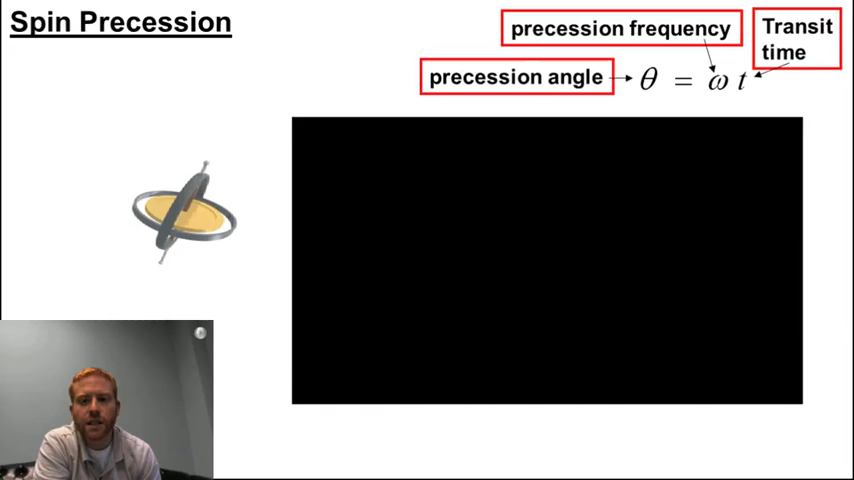 Spin Precession
precession frequency
Transit
time
precession angle
θ = ω t